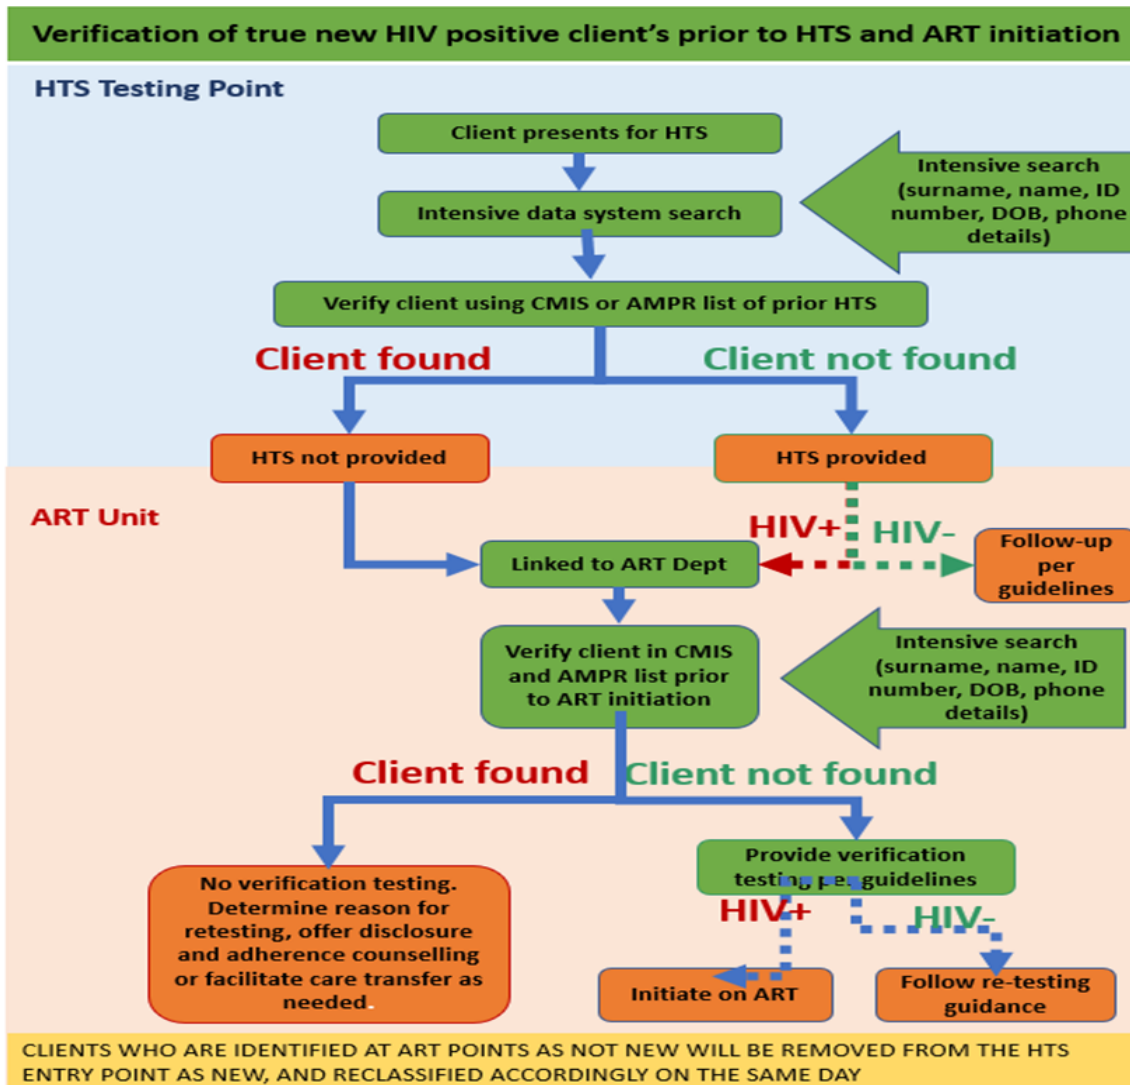 Verification of true new HIV positive client's prior to HTS and ART initiation
HTS Testing Point
Client presents for HTS
Intensive data system search
Intensive search
(surname, name, ID
number, DOB, phone
details)
Verify client using CMIS or AMPR list of prior HTS
Client found
Client not found
HTS not provided
HTS provided
ART Unit
HIV+
HIV-
Linked to ART Dept
Follow-up
per
guidelines
Verify client in CMIS
and AMPR list prior
to ART initiation
Intensive search
(surname, name, ID
number, DOB, phone
details)
Client found
Client not found
No verification testing.
Determine reason for
retesting, offer disclosure
and adherence counselling
or facilitate care transfer as
needed.
Provide verification
testing per guidelines
HIV+
HIV-
Initiate on ART
Follow re-testing
guidance
CLIENTS WHO ARE IDENTIFIED AT ART POINTS AS NOT NEW WILL BE REMOVED FROM THE HTS
ENTRY POINT AS NEW, AND RECLASSIFIED ACCORDINGLY ON THE SAME DAY